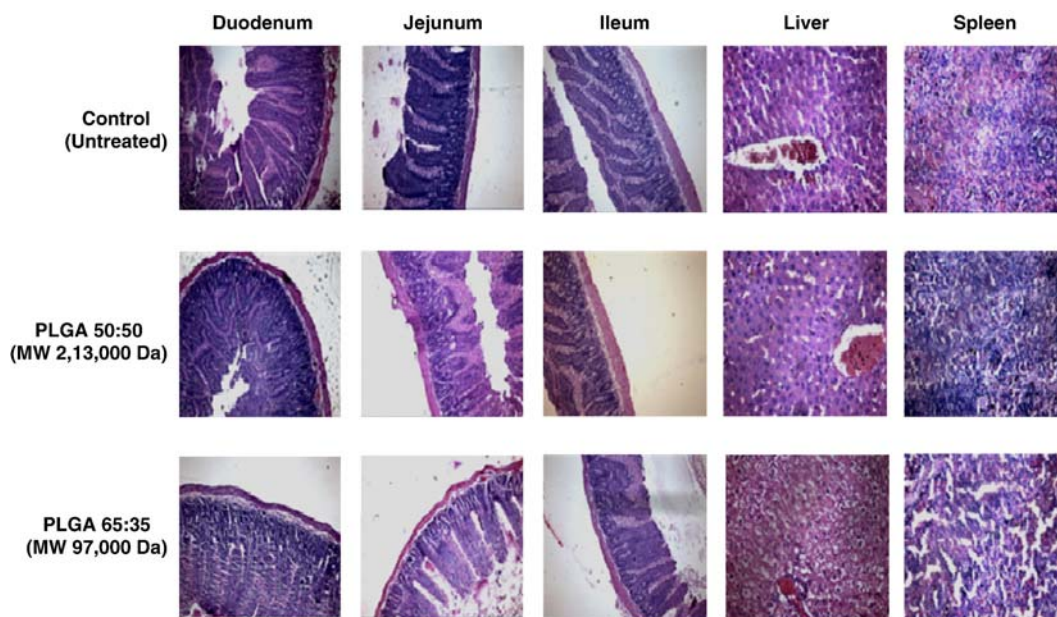 Duodenum Jejunum Ileum Liver Spleen
Control
(Untreated)
PLGA 50:50
(MW 2,13,000 Da)
PLGA 65:35
(MW 97,000 Da)